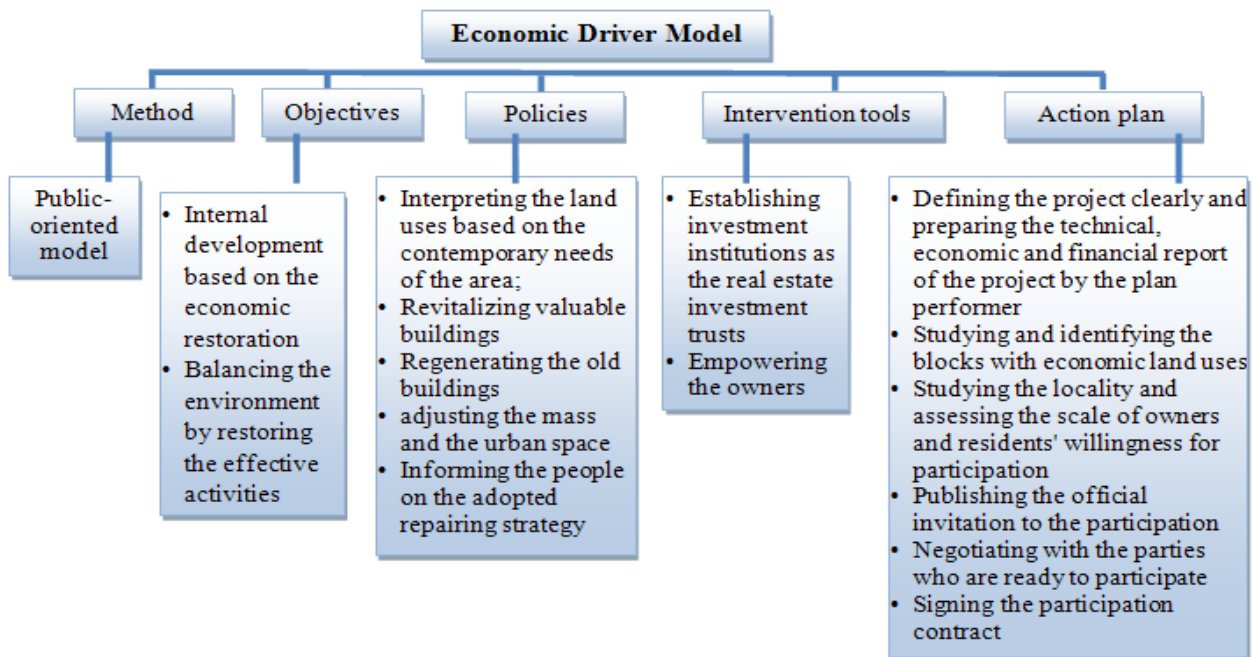 Economic Driver Model
Method
Objectives
Policies
Intervention tools
Action plan
Public-
oriented
model
• Internal
development
based on the
economic
restoration
• Balancing the
environment
by restoring
the effective
activities
• Interpreting the land
uses based on the
contemporary needs
of the area;
• Revitalizing valuable
buildings
• Regenerating the old
buildings
• adjusting the mass
and the urban space
• Informing the people
on the adopted
repairing strategy
• Establishing
investment
institutions as
the real estate
investment
trusts
• Empowering
the owners
• Defining the project clearly and
preparing the technical,
economic and financial report
of the project by the plan
performer
• Studying and identifying the
blocks with economic land uses
• Studying the locality and
assessing the scale of owners
and residents' willingness for
participation
• Publishing the official
invitation to the participation
• Negotiating with the parties
who are ready to participate
• Signing the participation
contract